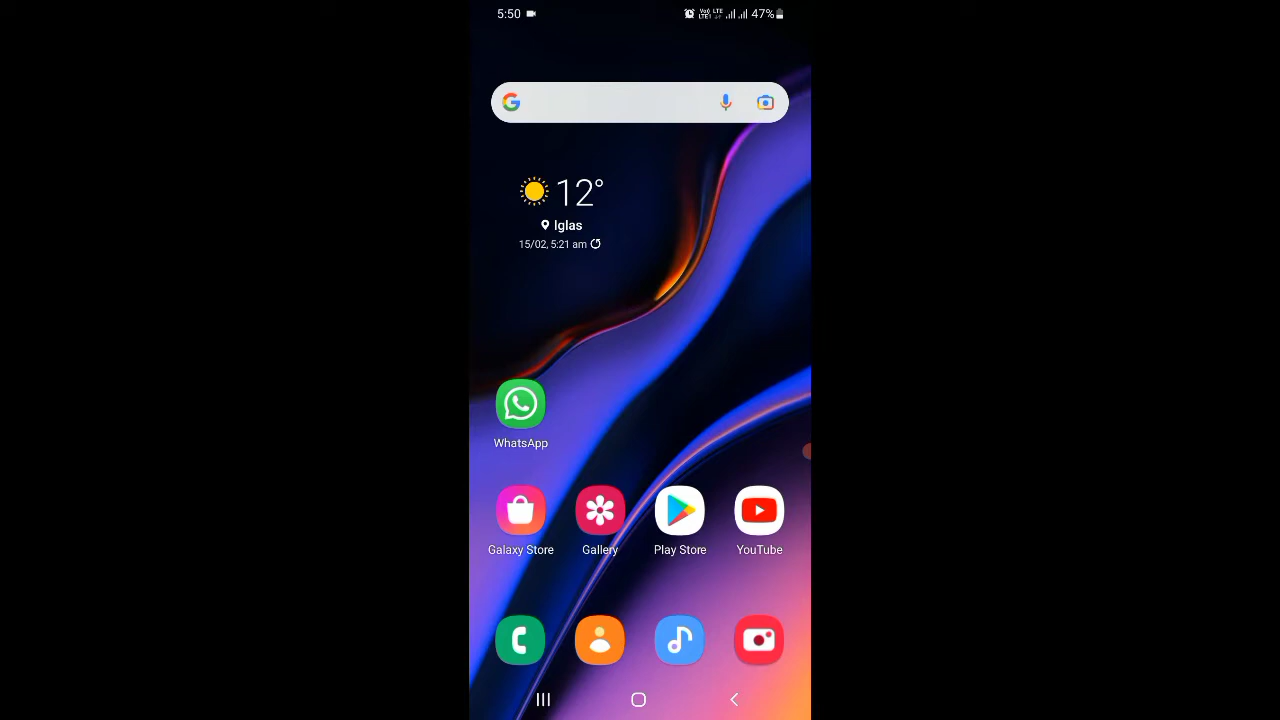 5:50 47%
12°
Iglas
15/02, 5:21 am
WhatsApp
Galaxy Store Gallery Play Store YouTube